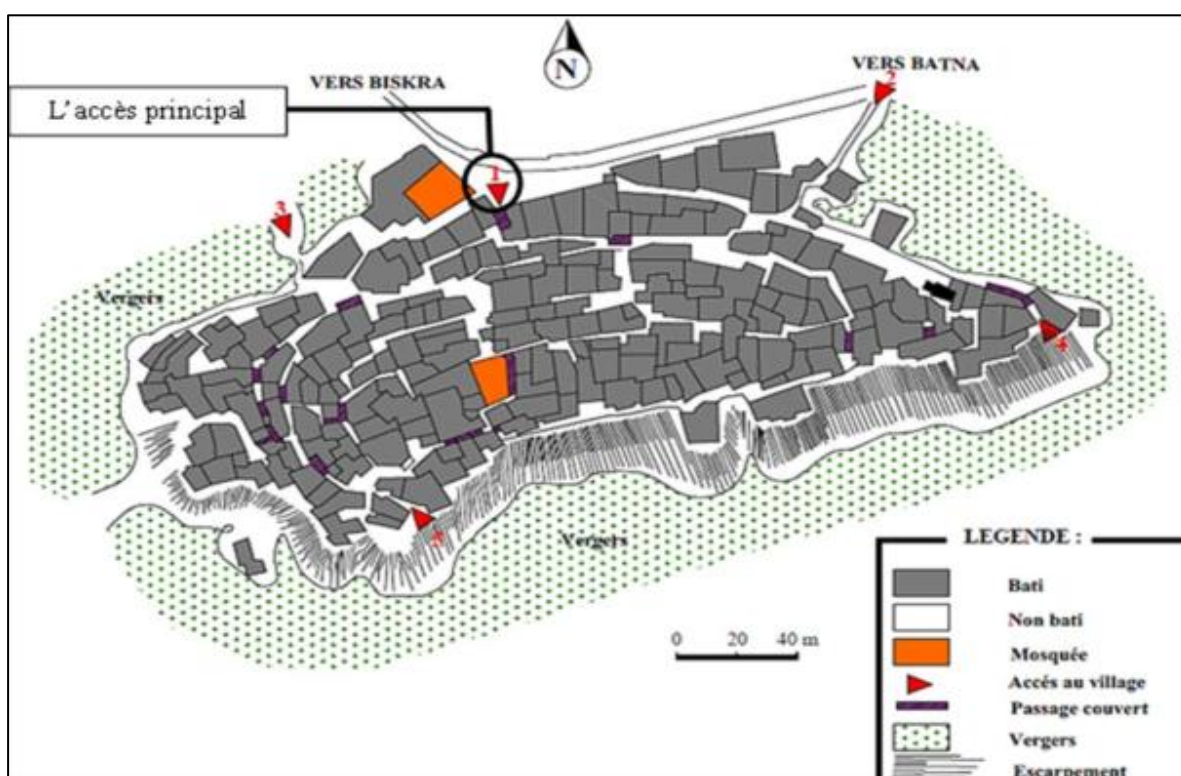 VERS BISKRA
VERS BATNA
L'accès principal
N
1
2
3
4
5
Vergers
Vergers
LEGENDE :
Bati
Non bati
Mosquée
Accés au village
Passage couvert
Vergers
Escarpement
0 20 40 m